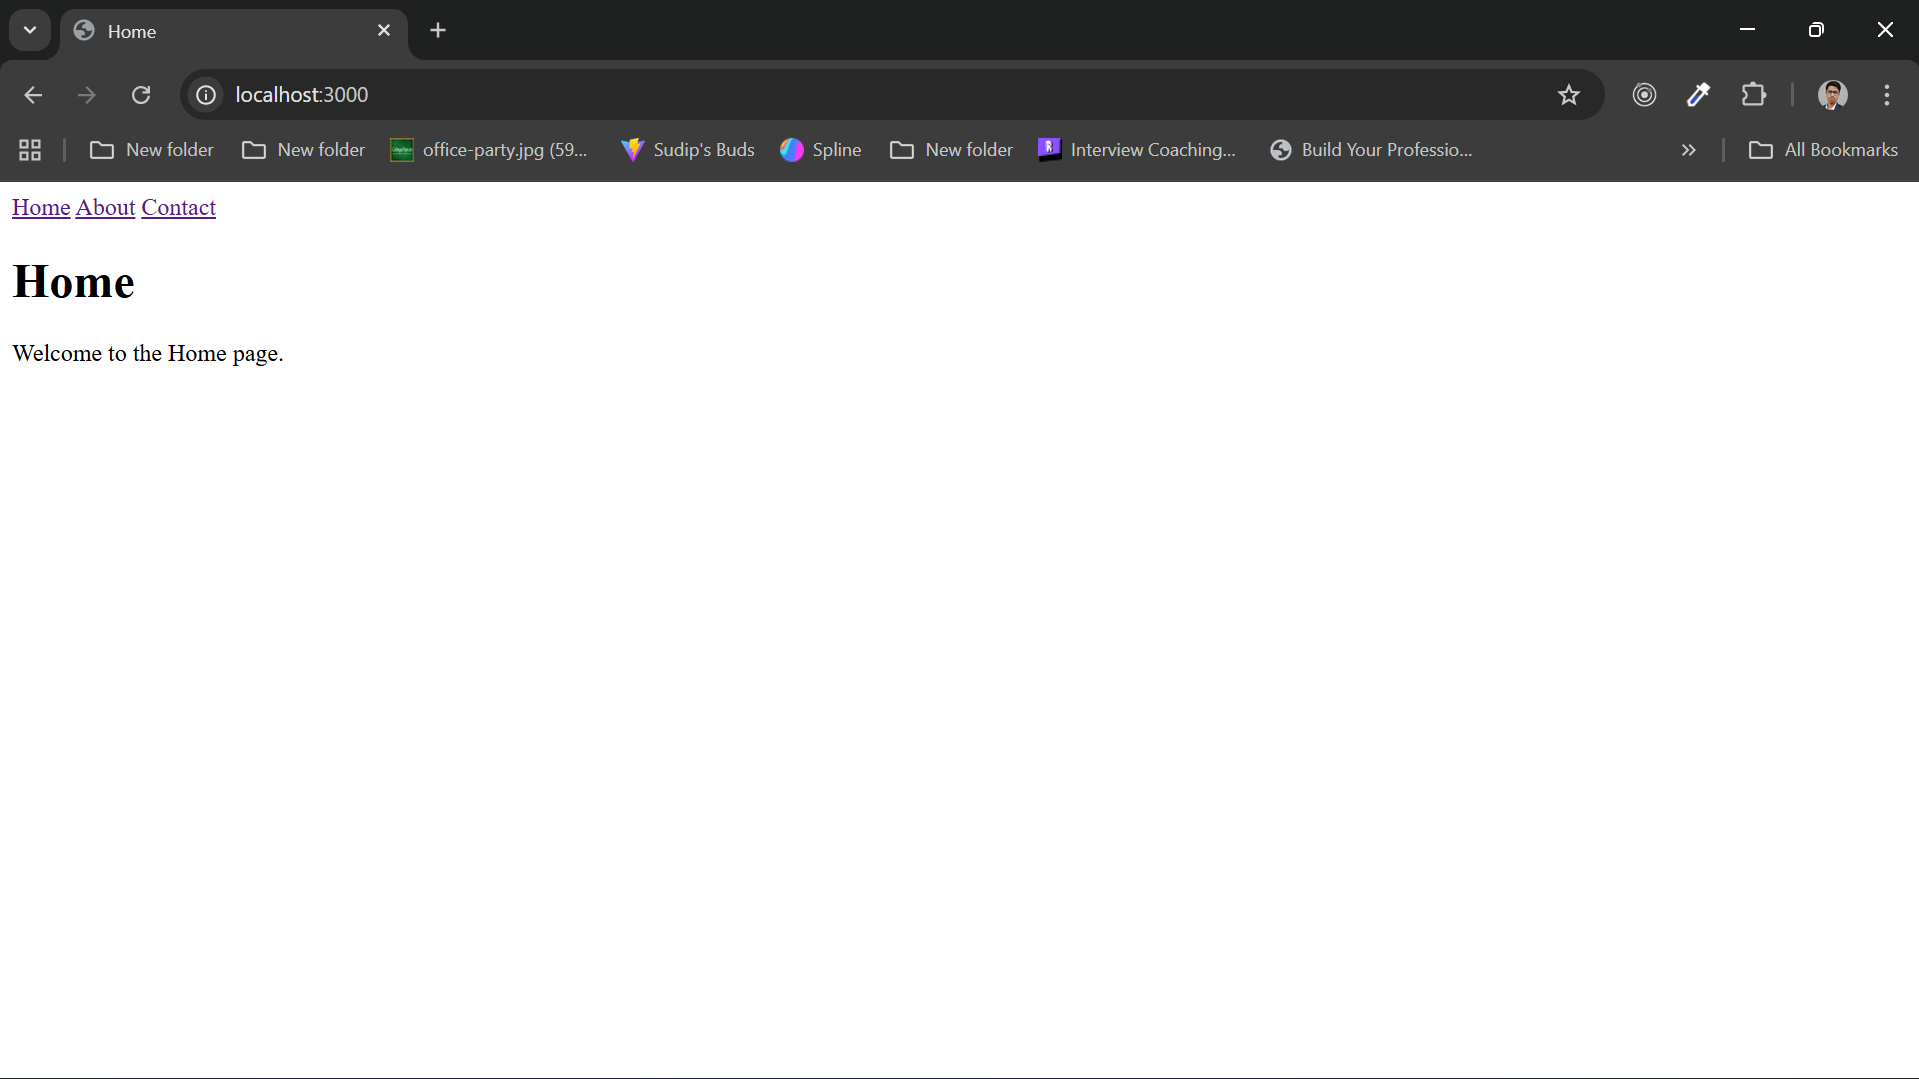 Home
localhost:3000
New folder New folder office-party.jpg (59... Sudip's Buds Spline New folder Interview Coaching... Build Your Professio... All Bookmarks
Home About Contact
Home
Welcome to the Home page.